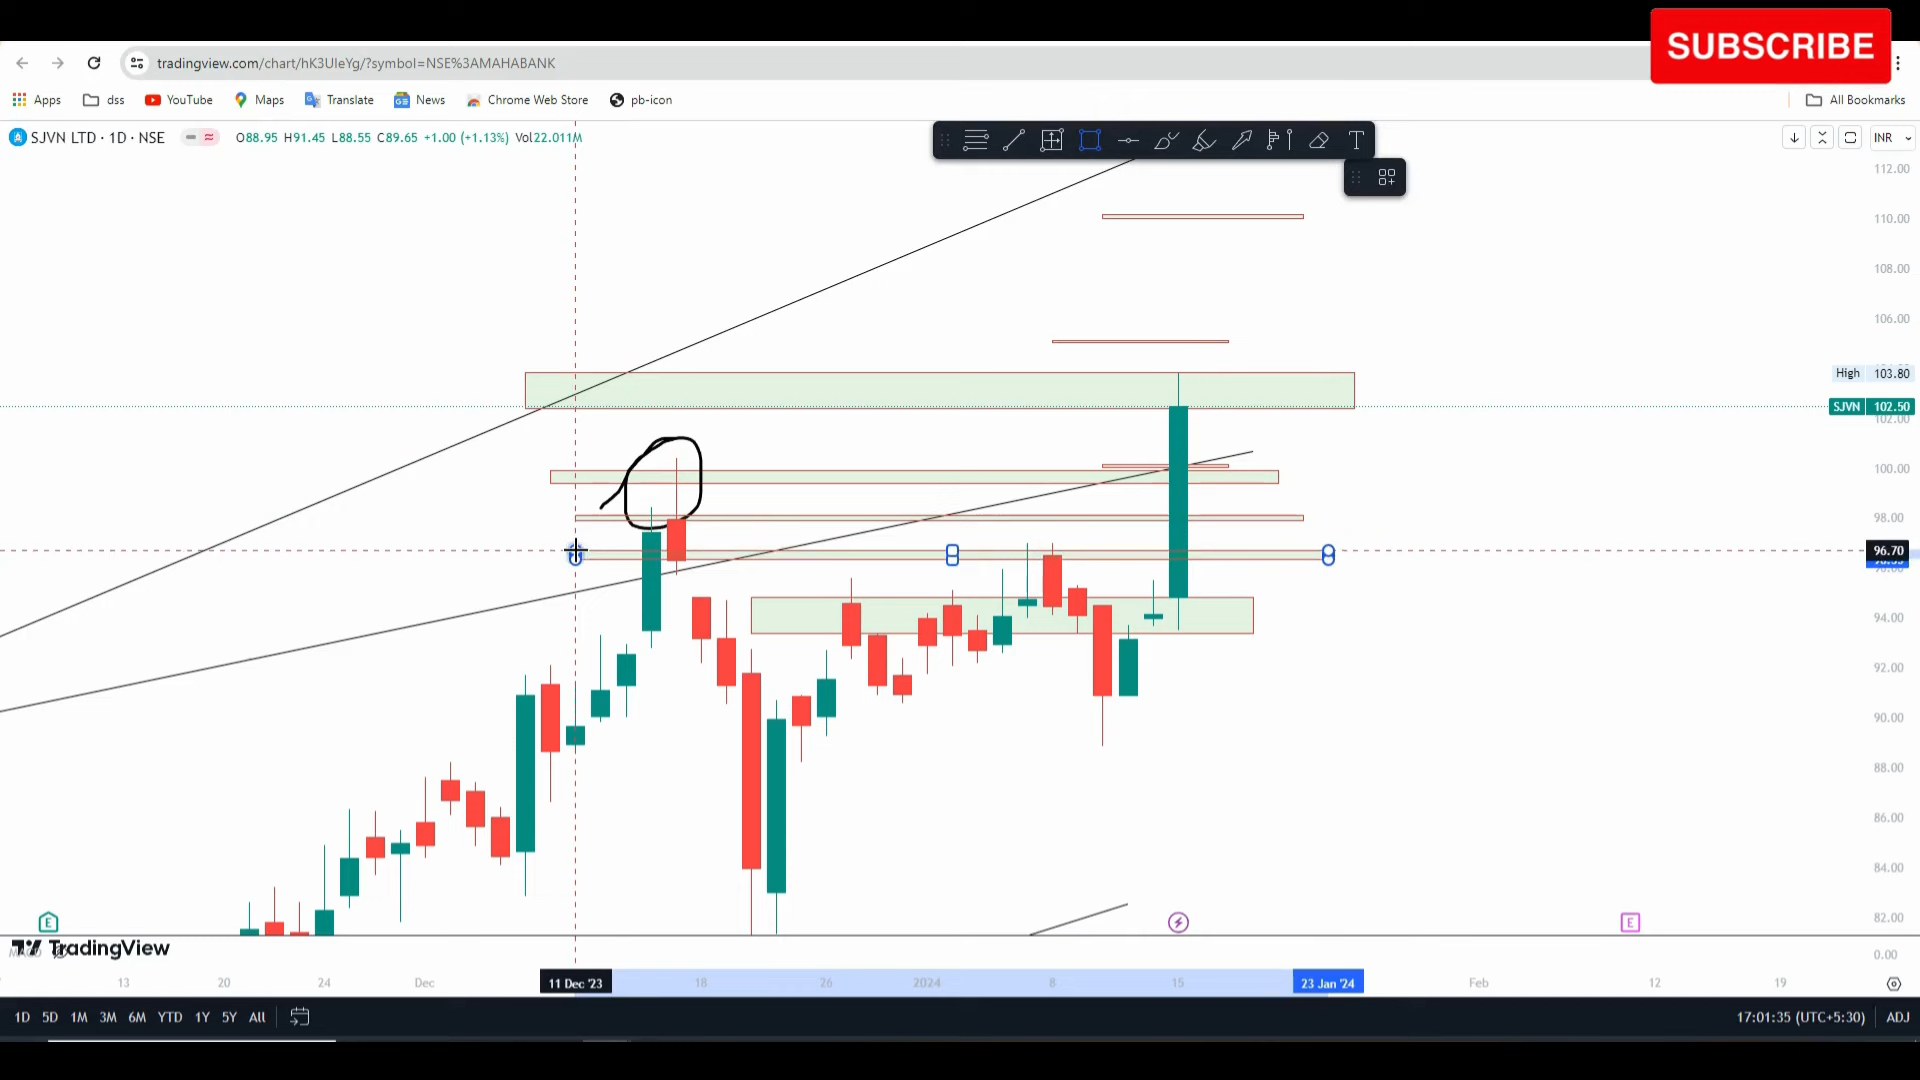 SUBSCRIBE
tradingview.com/chart/hK3UIeYg/?symbol=NSE%3AMAHABANK
Apps dss YouTube Maps Translate News Chrome Web Store pb-icon All Bookmarks
SJVN LTD · 1D · NSE O88.95 H91.45 L88.55 C89.65 +1.00 (+1.13%) Vol22.011M INR
T
112.00
110.00
108.00
106.00
High 103.80
SJVN 102.50
102.00
100.00
98.00
96.70
94.00
92.00
90.00
88.00
86.00
84.00
82.00
E E
TradingView
0.00
13 20 24 Dec 11 Dec '23 18 26 2024 8 15 23 Jan '24 Feb 12 19
1D 5D 1M 3M 6M YTD 1Y 5Y All 17:01:35 (UTC+5:30) ADJ